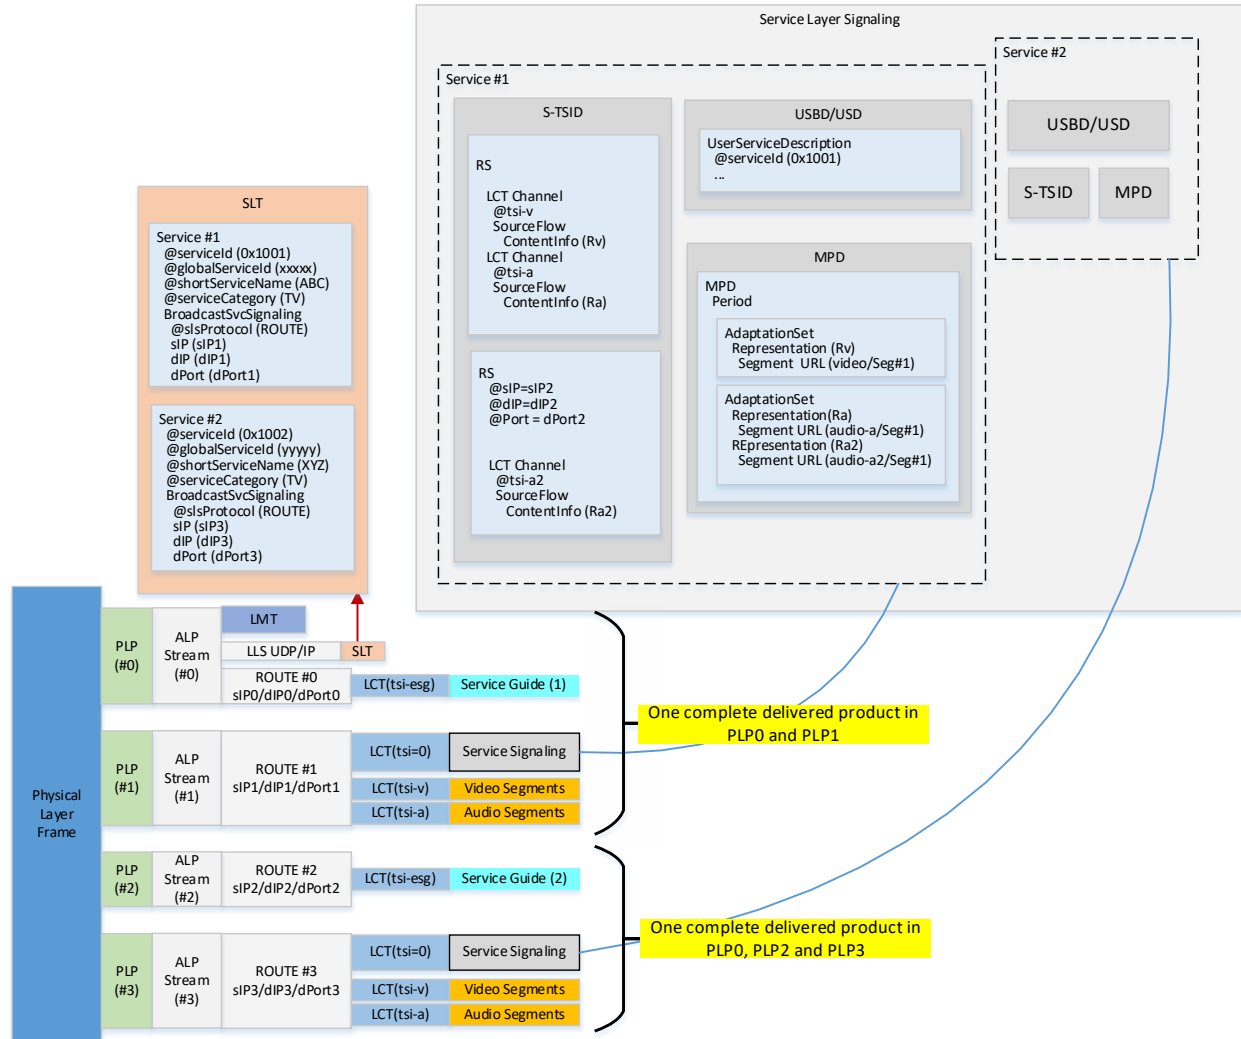 Service Layer Signaling
Service #1
S-TSID
RS
LCT Channel
@tsi-v
SourceFlow
ContentInfo (Rv)
LCT Channel
@tsi-a
SourceFlow
ContentInfo (Ra)
RS
@sIP=sIP2
@dIP=dIP2
@Port = dPort2
LCT Channel
@tsi-a2
SourceFlow
ContentInfo (Ra2)
USBD/USD
UserServiceDescription
@serviceId (0x1001)
...
MPD
MPD
Period
AdaptationSet
Representation (Rv)
Segment URL (video/Seg#1)
AdaptationSet
Representation(Ra)
Segment URL (audio-a/Seg#1)
REpresentation (Ra2)
Segment URL (audio-a2/Seg#1)
Service #2
USBD/USD
S-TSID
MPD
SLT
Service #1
@serviceId (0x1001)
@globalServiceId (xxxxx)
@shortServiceName (ABC)
@serviceCategory (TV)
BroadcastSvcSignaling
@slsProtocol (ROUTE)
sIP (sIP1)
dIP (dIP1)
dPort (dPort1)
Service #2
@serviceId (0x1002)
@globalServiceId (yyyyy)
@shortServiceName (XYZ)
@serviceCategory (TV)
BroadcastSvcSignaling
@slsProtocol (ROUTE)
sIP (sIP3)
dIP (dIP3)
dPort (dPort3)
Physical
Layer
Frame
PLP
(#0)
ALP
Stream
(#0)
LMT
LLS UDP/IP
SLT
ROUTE #0
sIP0/dIP0/dPort0
LCT(tsi-esg)
Service Guide (1)
PLP
(#1)
ALP
Stream
(#1)
ROUTE #1
sIP1/dIP1/dPort1
LCT(tsi=0)
Service Signaling
LCT(tsi-v)
Video Segments
LCT(tsi-a)
Audio Segments
One complete delivered product in
PLP0 and PLP1
PLP
(#2)
ALP
Stream
(#2)
ROUTE #2
sIP2/dIP2/dPort2
LCT(tsi-esg)
Service Guide (2)
PLP
(#3)
ALP
Stream
(#3)
ROUTE #3
sIP3/dIP3/dPort3
LCT(tsi=0)
Service Signaling
LCT(tsi-v)
Video Segments
LCT(tsi-a)
Audio Segments
One complete delivered product in
PLP0, PLP2 and PLP3